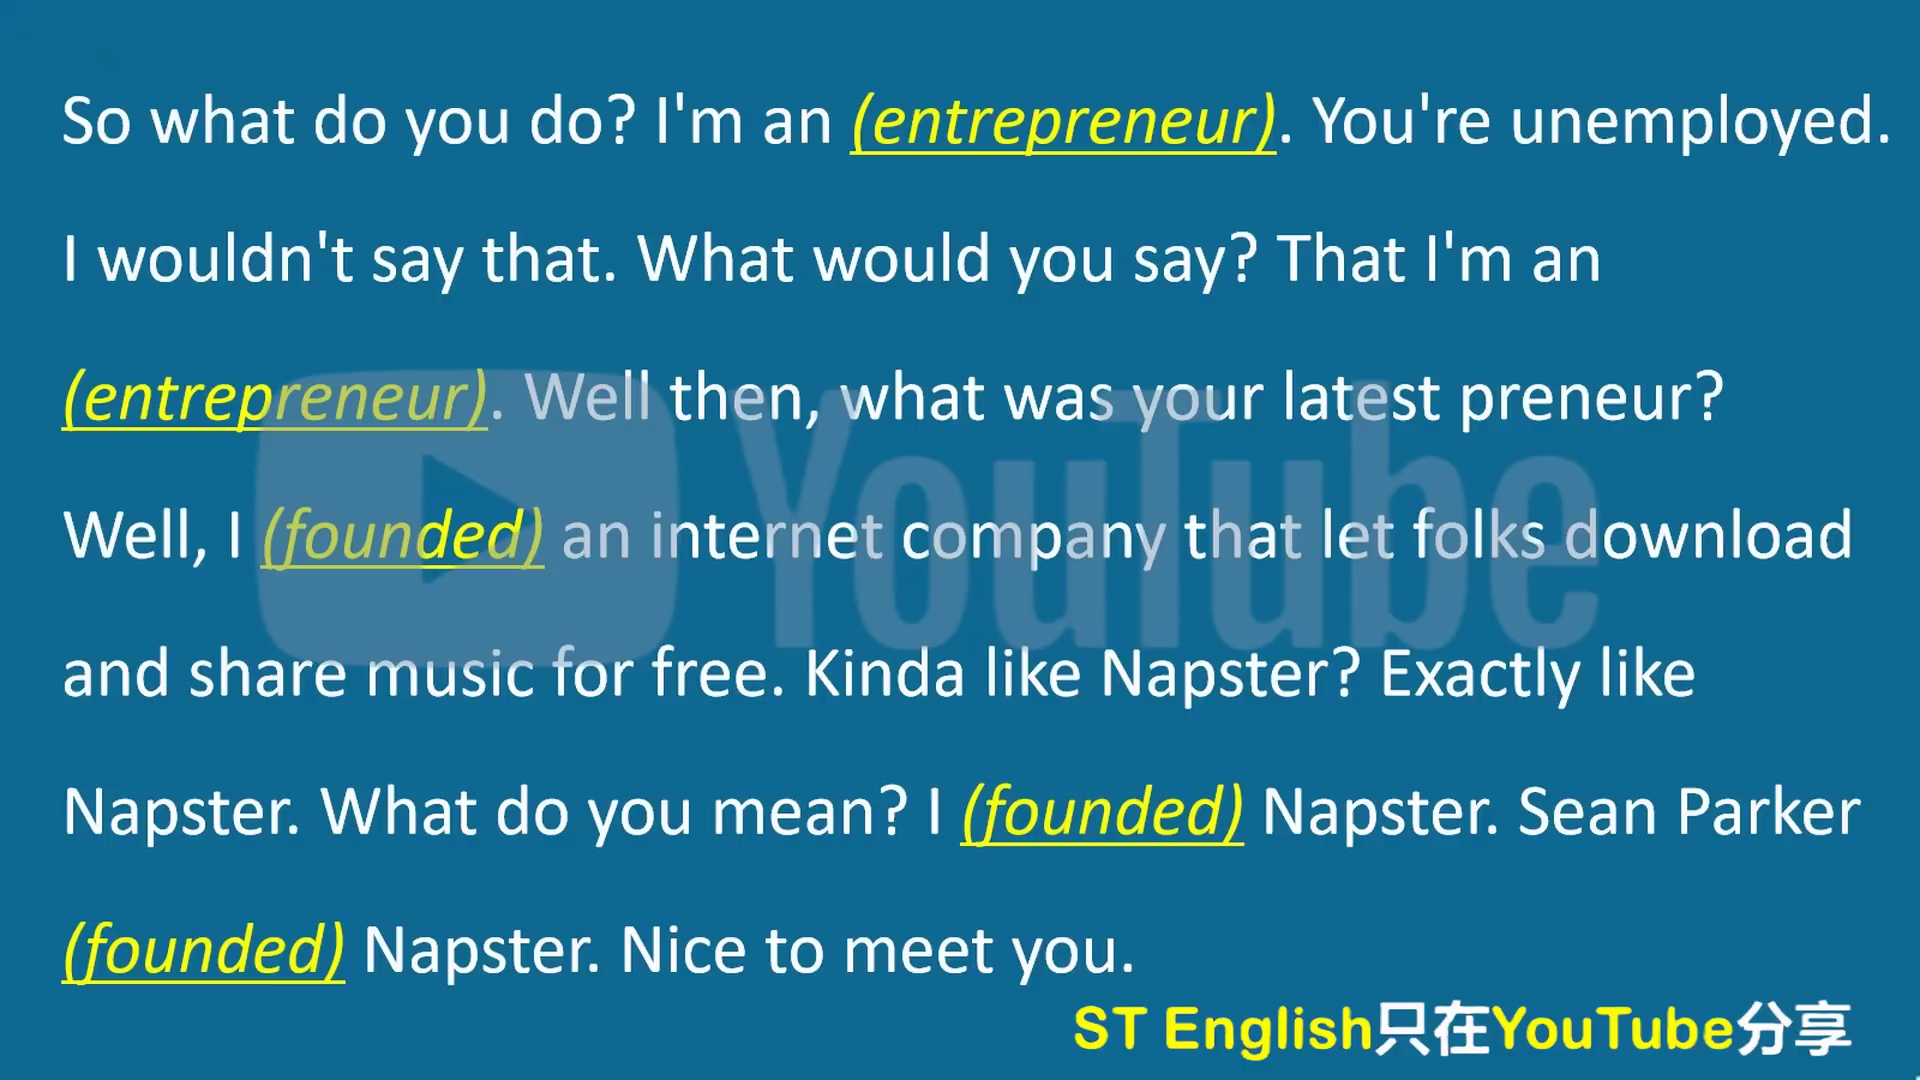 So what do you do? I'm an (entrepreneur). You're unemployed.
I wouldn't say that. What would you say? That I'm an
(entrepreneur). Well then, what was your latest preneur?
YouTube
Well, I (founded) an internet company that let folks download
and share music for free. Kinda like Napster? Exactly like
Napster. What do you mean? I (founded) Napster. Sean Parker
(founded) Napster. Nice to meet you.
ST English只在YouTube分享